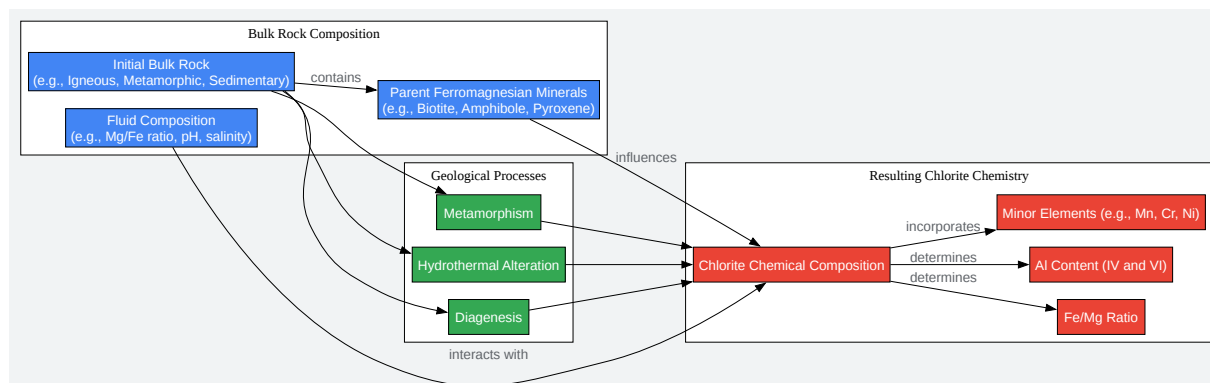 Bulk Rock Composition
Initial Bulk Rock
(e.g., Igneous, Metamorphic, Sedimentary)
contains
Parent Ferromagnesian Minerals
(e.g., Biotite, Amphibole, Pyroxene)
Fluid Composition
(e.g., Mg/Fe ratio, pH, salinity)
influences
Geological Processes
Metamorphism
Hydrothermal Alteration
Diagenesis
interacts with
Resulting Chlorite Chemistry
Chlorite Chemical Composition
incorporates
Minor Elements (e.g., Mn, Cr, Ni)
determines
Al Content (IV and VI)
determines
Fe/Mg Ratio